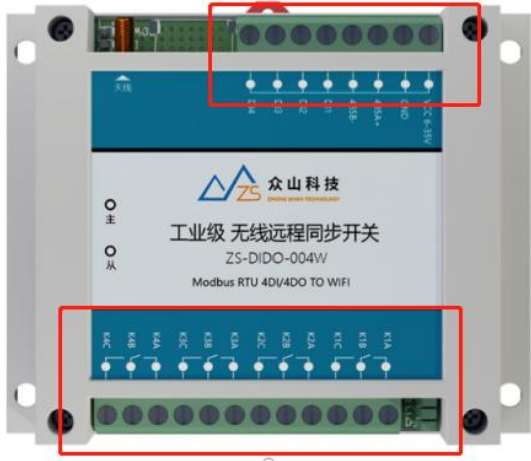 天线
DI4 DI3 DI2 DI1 485B- 485A+ GND VCC 6-35V
ZS
众山科技
ZHONG SHAN TECHNOLOGY
主
工业级 无线远程同步开关
从
ZS-DIDO-004W
Modbus RTU 4DI/4DO TO WIFI
K4C K4B K4A K3C K3B K3A K2C K2B K2A K1C K1B K1A